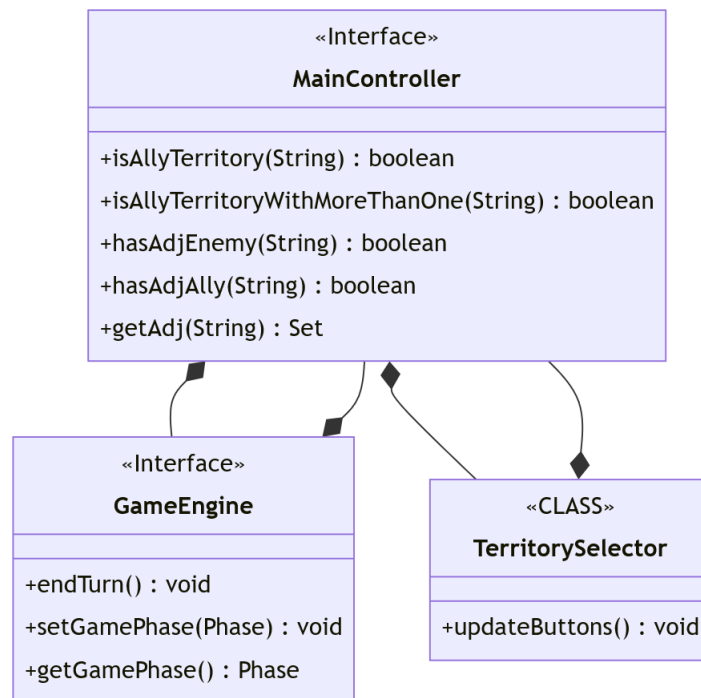 «Interface»
MainController
+isAllyTerritory(String) : boolean
+isAllyTerritoryWithMoreThanOne(String) : boolean
+hasAdjEnemy(String) : boolean
+hasAdjAlly(String) : boolean
+getAdj(String) : Set
«Interface»
GameEngine
+endTurn() : void
+setGamePhase(Phase) : void
+getGamePhase() : Phase
«CLASS»
TerritorySelector
+updateButtons() : void